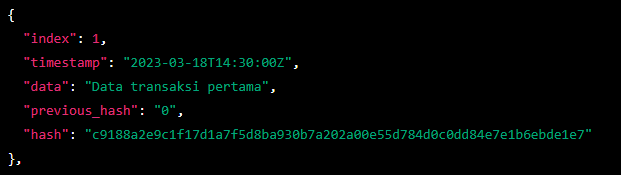 {
"index": 1,
"timestamp": "2023-03-18T14:30:00Z",
"data": "Data transaksi pertama",
"previous_hash": "0",
"hash": "c9188a2e9c1f17d1a7f5d8ba930b7a202a00e55d784d0c0dd84e7e1b6ebde1e7"
},